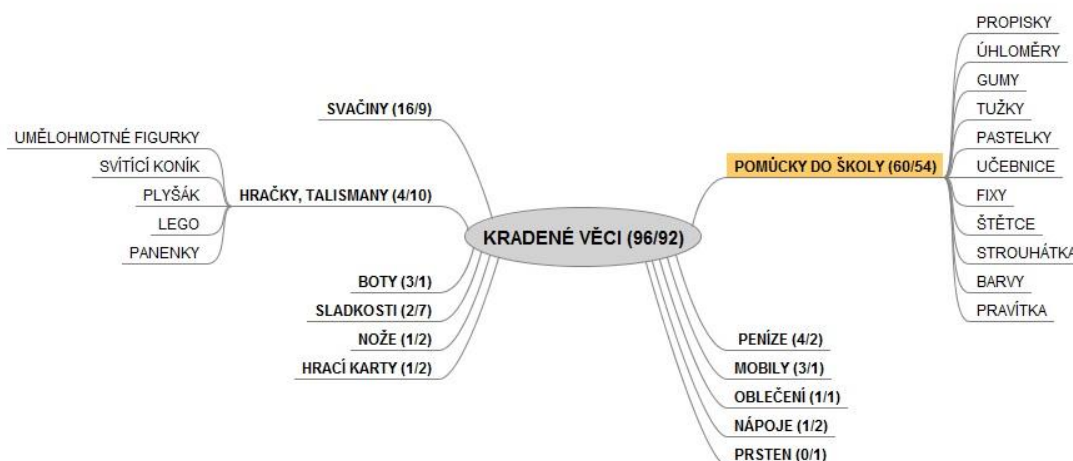 KRADENÉ VĚCI (96/92)
SVAČINY (16/9)
HRAČKY, TALISMANY (4/10)
UMĚLOHMOTNÉ FIGURKY
SVÍTÍCÍ KONÍK
PLYŠÁK
LEGO
PANENKY
BOTY (3/1)
SLADKOSTI (2/7)
NOŽE (1/2)
HRACÍ KARTY (1/2)
POMŮCKY DO ŠKOLY (60/54)
PROPISKY
ÚHLOMĚRY
GUMY
TUŽKY
PASTELKY
UČEBNICE
FIXY
ŠTĚTCE
STROUHÁTKA
BARVY
PRAVÍTKA
PENÍZE (4/2)
MOBILY (3/1)
OBLEČENÍ (1/1)
NÁPOJE (1/2)
PRSTEN (0/1)